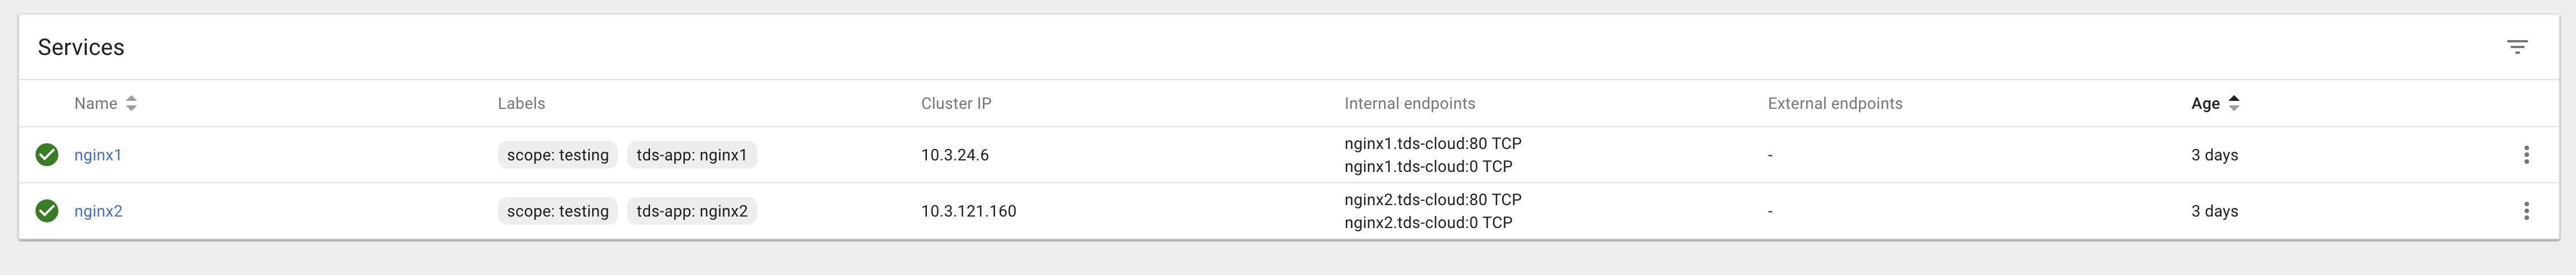 Services
Name Labels Cluster IP Internal endpoints External endpoints Age
nginx1 scope: testing tds-app: nginx1 10.3.24.6 nginx1.tds-cloud:80 TCP - 3 days
nginx1.tds-cloud:0 TCP
nginx2 scope: testing tds-app: nginx2 10.3.121.160 nginx2.tds-cloud:80 TCP - 3 days
nginx2.tds-cloud:0 TCP